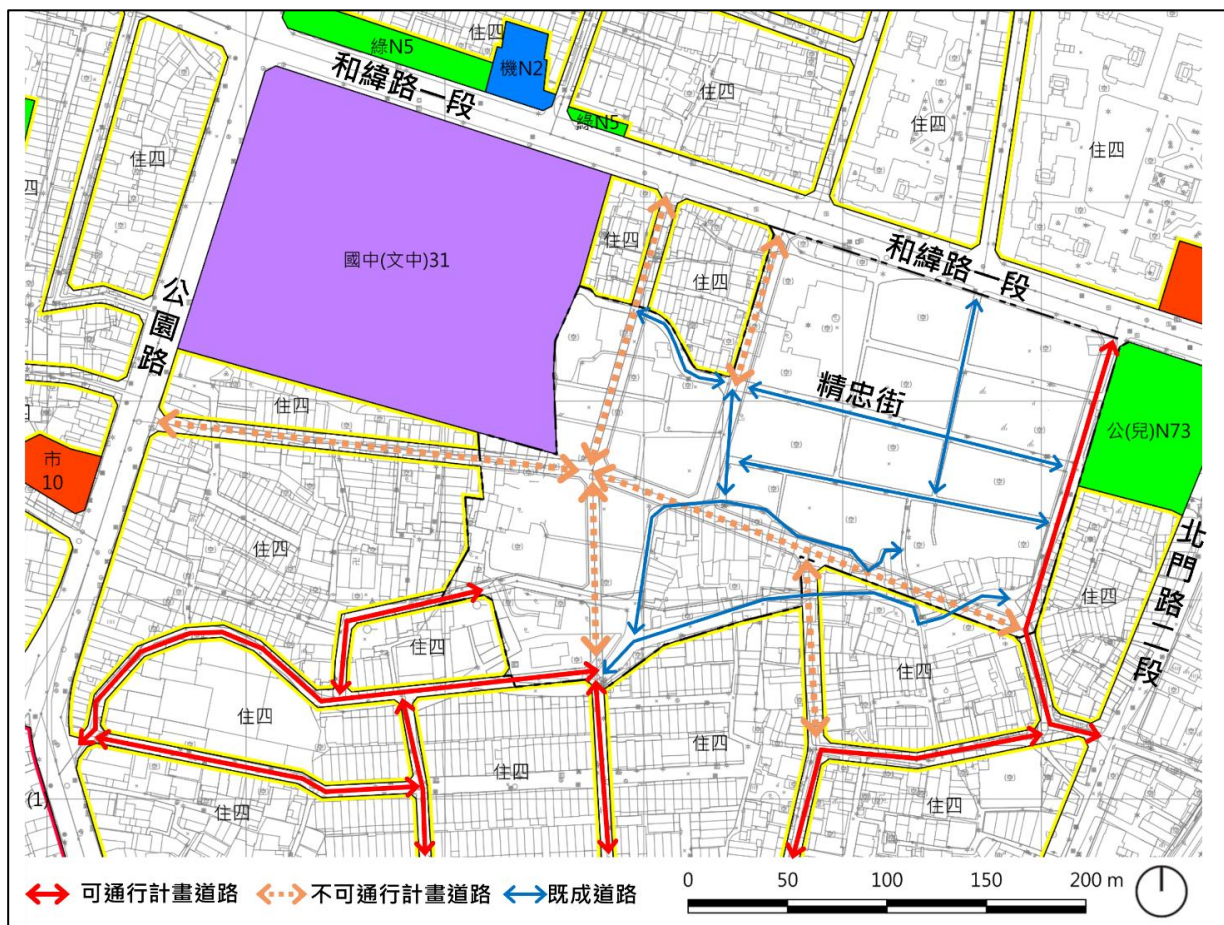 住四
綠N5
機N2
和緯路一段
綠N5
住四
住四
住四
住四
國中(文中)31
住四
住四
和緯路一段
公園路
精忠街
公(兒)N73
住四
市
10
住四
住四
北門路二段
住四
住四
住四
住四
住四
住四
住四
住四
(1)
可通行計畫道路
不可通行計畫道路
既成道路
0 50 100 150 200 m